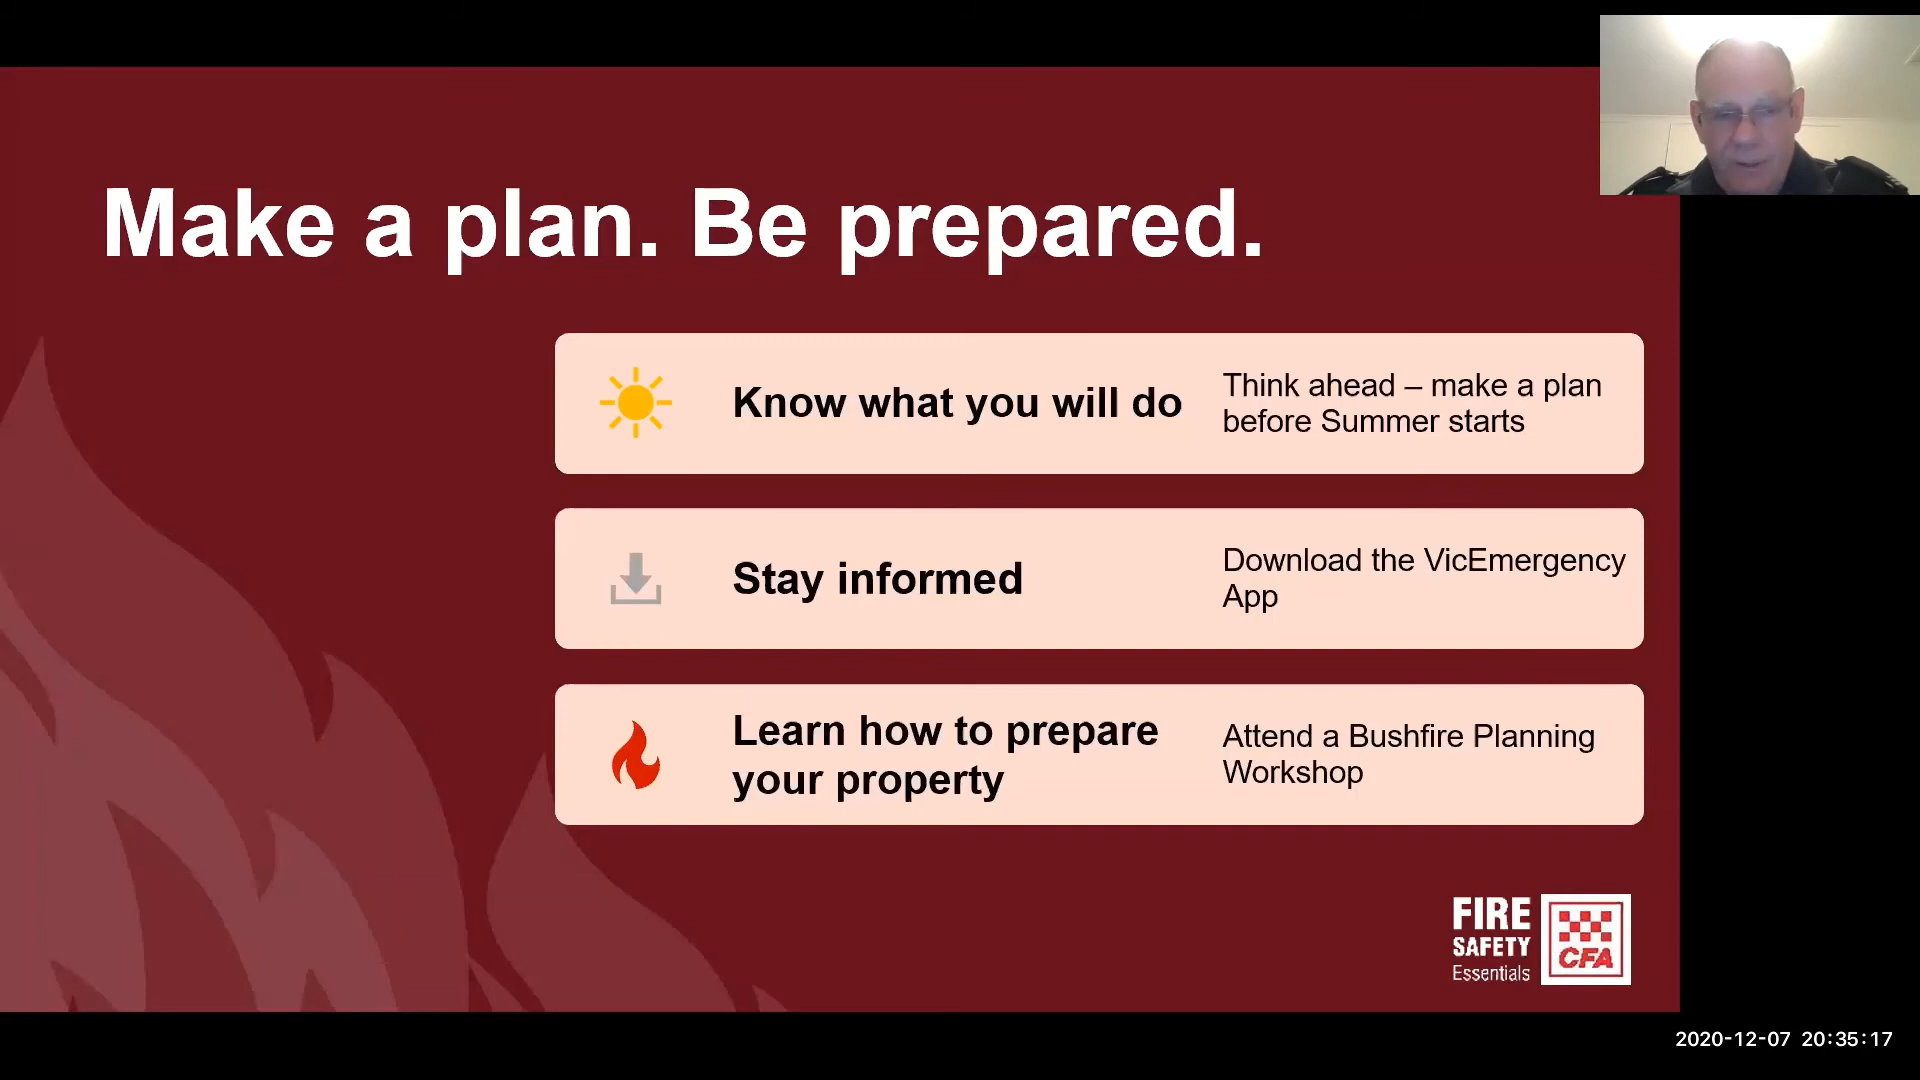 Make a plan. Be prepared.
Know what you will do
Think ahead – make a plan
before Summer starts
Stay informed
Download the VicEmergency
App
Learn how to prepare
your property
Attend a Bushfire Planning
Workshop
FIRE
SAFETY
Essentials
CFA
2020-12-07 20:35:17